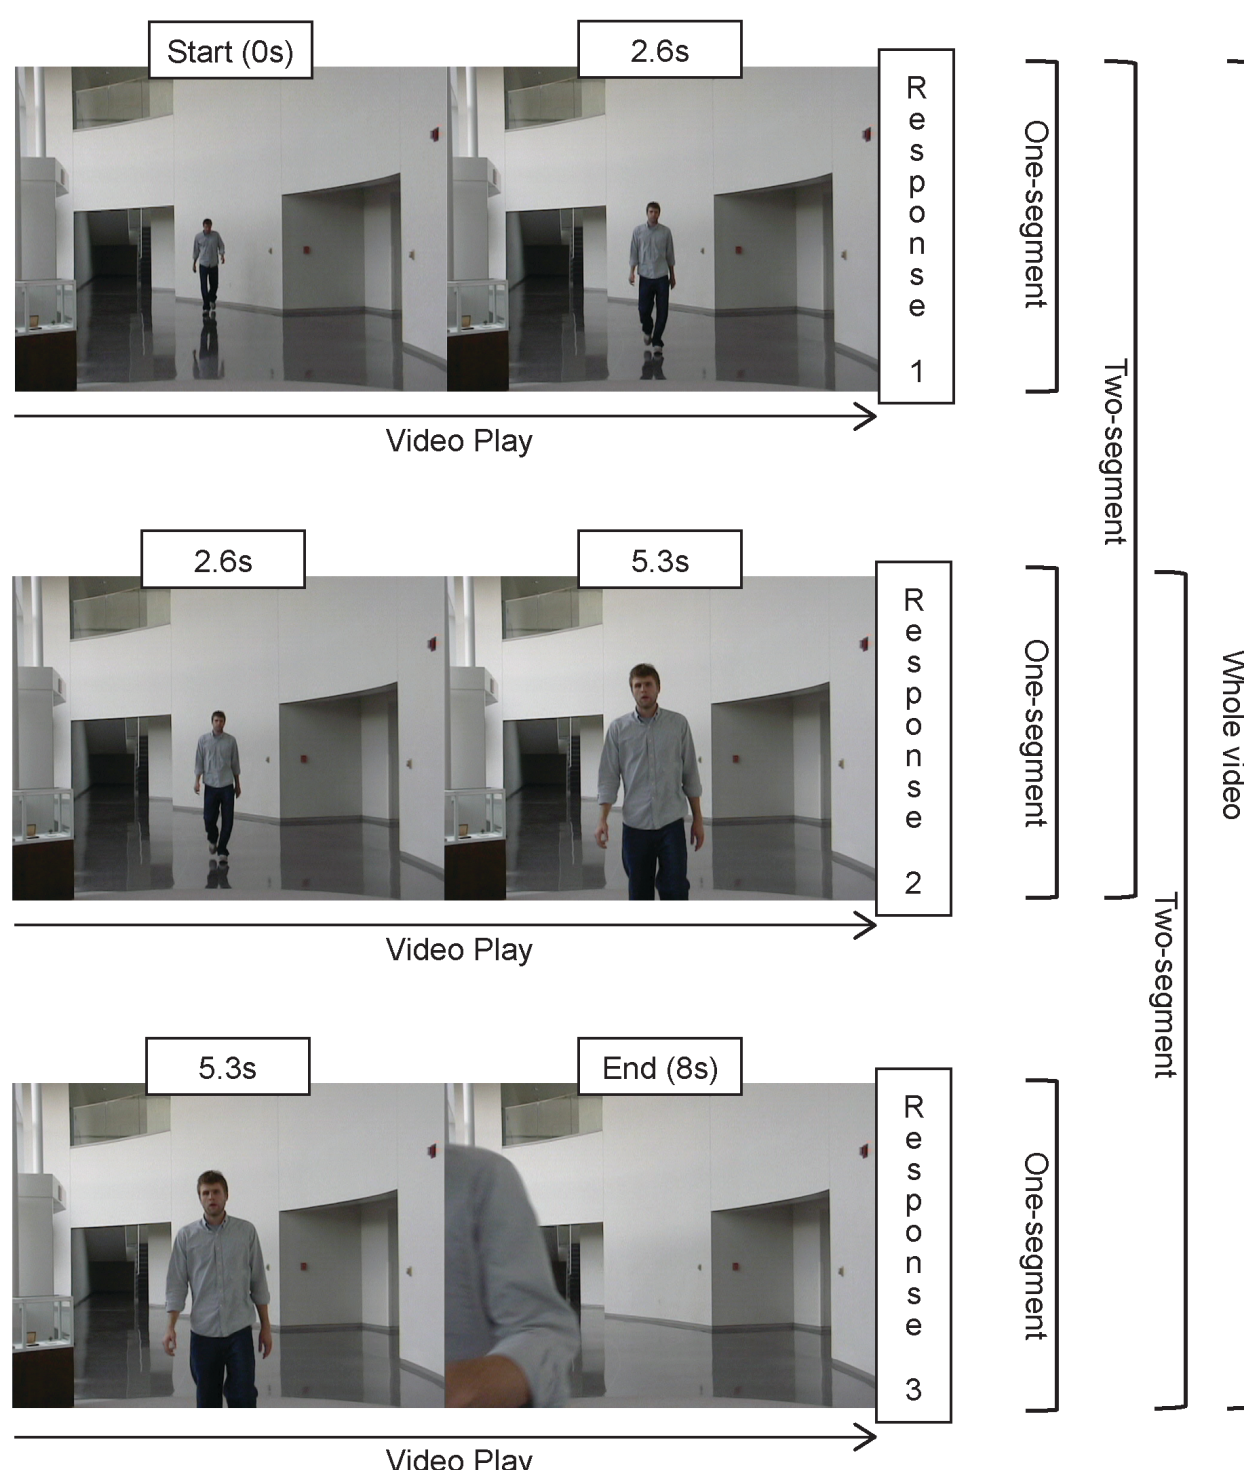 Start (0s)
2.6s
Response 1
One-segment
Video Play
Two-segment
2.6s
5.3s
Response 2
One-segment
Whole video
Video Play
Two-segment
5.3s
End (8s)
Response 3
One-segment
Video Play